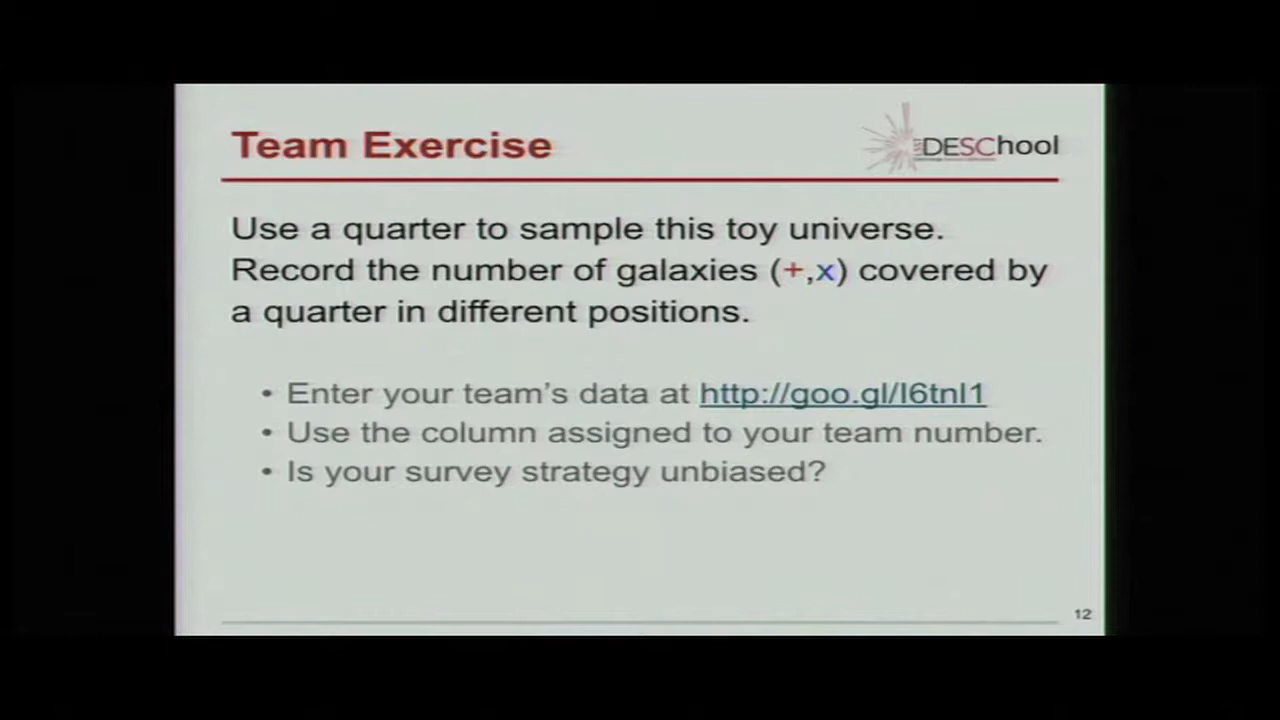 Team Exercise
DESChool
Use a quarter to sample this toy universe.
Record the number of galaxies (+,x) covered by
a quarter in different positions.
• Enter your team's data at http://goo.gl/I6tnI1
• Use the column assigned to your team number.
• Is your survey strategy unbiased?
12